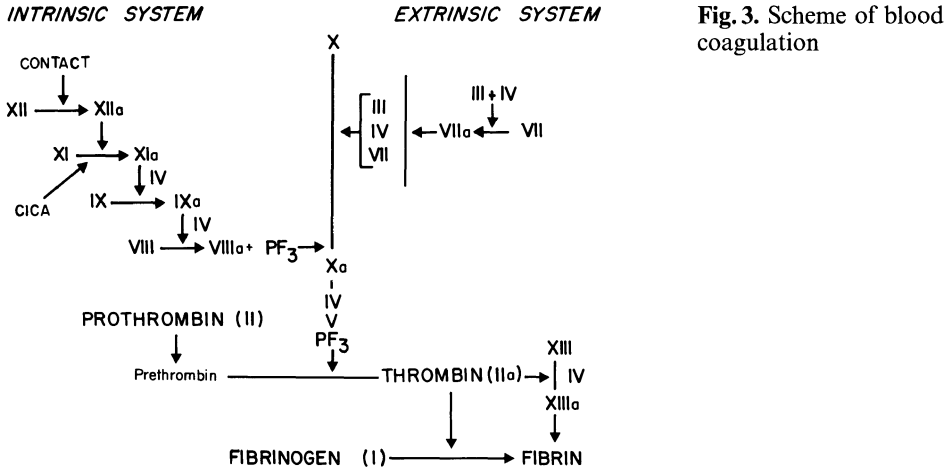 INTRINSIC SYSTEM
EXTRINSIC SYSTEM
Fig. 3. Scheme of blood
coagulation
X
CONTACT
XII
XIIa
III + IV
III
IV
VII
VIIa
VII
XI
XIa
IV
CICA
IX
IXa
IV
VIII
VIIIa +
PF3
Xa
IV
V
PF3
PROTHROMBIN (II)
Prethrombin
THROMBIN (IIa)
XIII
IV
XIIIa
FIBRINOGEN (I)
FIBRIN